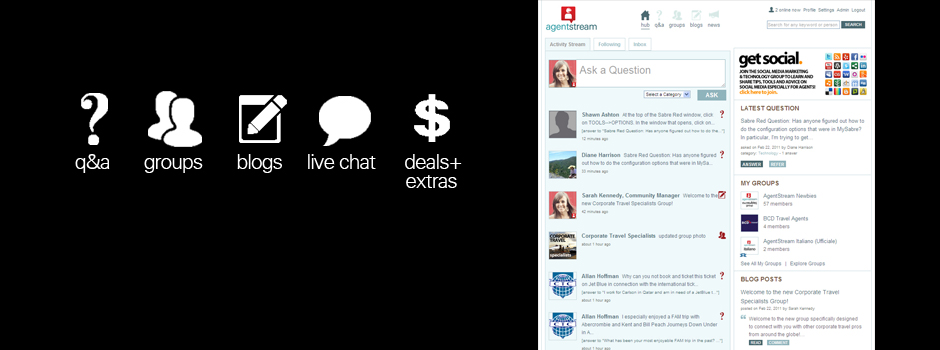 q&a
groups
blogs
live chat
deals+
extras
agentstream
hub
q&a
groups
blogs
news
2 online now
Profile
Settings
Admin
Logout
Search for any keyword or person
SEARCH
Activity Stream
Following
Inbox
Ask a Question
Select a Category
ASK
Shawn Ashton At the top of the Sabre Red window, click
on TOOLS-->OPTIONS. In the window that opens, click on...
[answer to "Sabre Red Question: Has anyone figured out how to do the ..."]
10 minutes ago
Diane Harrison Sabre Red Question: Has anyone figured
out how to do the configuration options that were in MySa...
Sarah Kennedy, Community Manager Welcome to the
new Corporate Travel Specialists Group!
42 minutes ago
CORPORATE
TRAVEL
specialists
Corporate Travel Specialists updated group photo
about 1 hour ago
CTC
Allan Hoffman Why can you not book and ticket this ticket
on Jet Blue in connection with the international tick...
[answer to "I work for Carlson in Qatar and am in need of a JetBlue t..."]
about 1 hour ago
CTC
Allan Hoffman I especially enjoyed a FAM trip with
Abercrombie and Kent and Bill Peach Journeys Down Under
in A...
[answer to "What has been your most enjoyable FAM trip in the past?"...]
about 1 hour ago
get social.
JOIN THE SOCIAL MEDIA MARKETING
& TECHNOLOGY GROUP TO LEARN AND
SHARE TIPS, TOOLS AND ADVICE ON
SOCIAL MEDIA ESPECIALLY FOR AGENTS!
click here to join.
LATEST QUESTION
Sabre Red Question: Has anyone figured out how to
do the configuration options that were in MySabre?
In particular, I'm trying to get...
asked on Feb 22, 2011 by Diane Harrison
category: Technology - 1 answer
ANSWER
REFER
MY GROUPS
AgentStream Newbies
57 members
BCD Travel Agents
4 members
AgentStream Italiano (Ufficiale)
2 members
See All My Groups | Explore Groups
BLOG POSTS
Welcome to the new Corporate Travel
Specialists Group!
posted on Feb 22, 2011 by Sarah Kennedy
Welcome to the new group specifically designed
to connect you with other corporate travel pros
from around the globe!...
READ
COMMENT